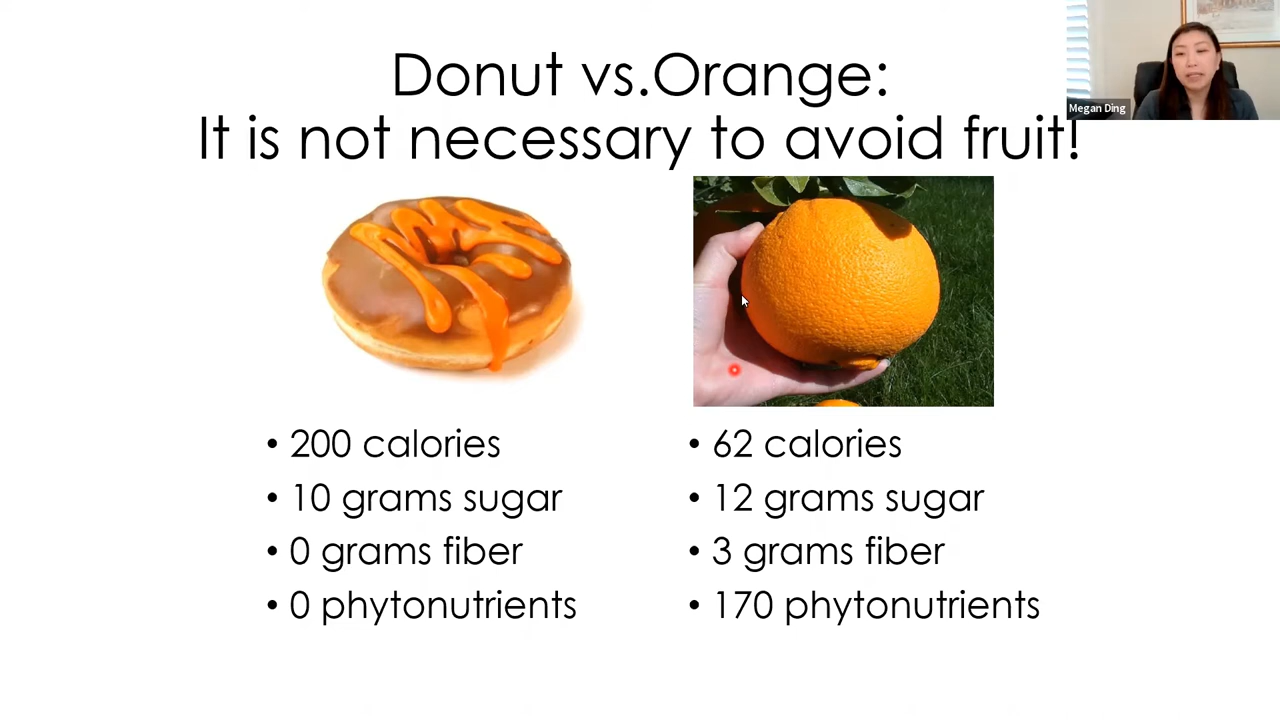 Donut vs.Orange:
It is not necessary to avoid fruit!
Megan Ding
• 200 calories
• 10 grams sugar
• 0 grams fiber
• 0 phytonutrients
• 62 calories
• 12 grams sugar
• 3 grams fiber
• 170 phytonutrients